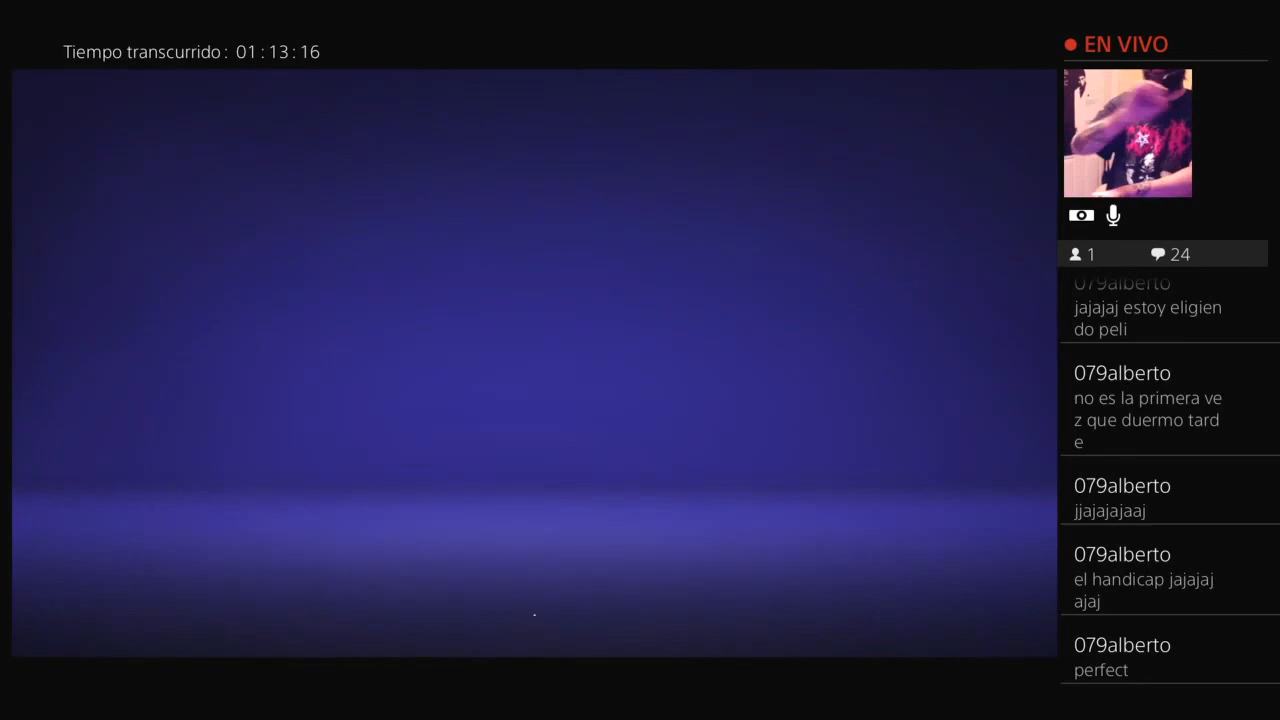 Tiempo transcurrido: 01:13:16
EN VIVO
1
24
079alberto
jajajaj estoy eligien
do peli
079alberto
no es la primera ve
z que duermo tard
e
079alberto
jjajajajaaj
079alberto
el handicap jajajaj
ajaj
079alberto
perfect